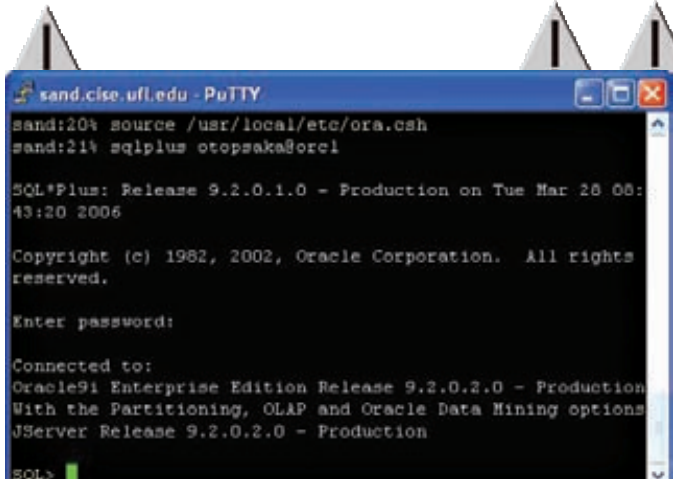 sand.cise.ufl.edu - PuTTY
sand:20% source /usr/local/etc/ora.csh
sand:21% sqlplus otopsaka@orcl
SQL*Plus: Release 9.2.0.1.0 - Production on Tue Mar 28 08:
43:20 2006
Copyright (c) 1982, 2002, Oracle Corporation.  All rights
reserved.
Enter password:
Connected to:
Oracle9i Enterprise Edition Release 9.2.0.2.0 - Production
With the Partitioning, OLAP and Oracle Data Mining options
JServer Release 9.2.0.2.0 - Production
SQL>